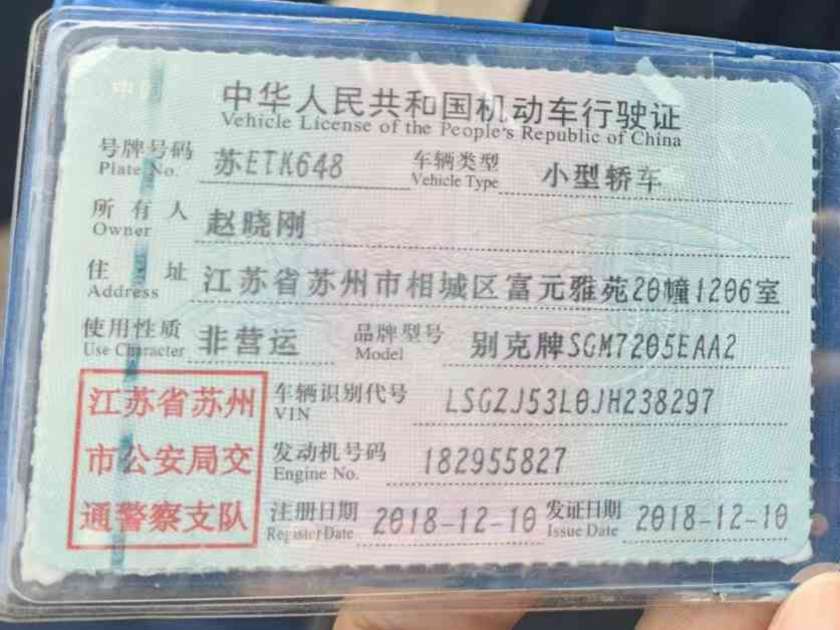 中华人民共和国机动车行驶证
Vehicle License of the People's Republic of China
号牌号码 苏ETK648 车辆类型 小型轿车
Plate No. Vehicle Type
所有人 赵晓刚
Owner
住址 江苏省苏州市相城区富元雅苑20幢1206室
Address
使用性质 非营运 品牌型号 别克牌SGM7205EAA2
Use Character Model
江苏省苏州 车辆识别代号 LSGZJ53L0JH238297
VIN
市公安局交 发动机号码 182955827
Engine No.
通警察支队 注册日期 2018-12-10 发证日期 2018-12-10
Register Date Issue Date